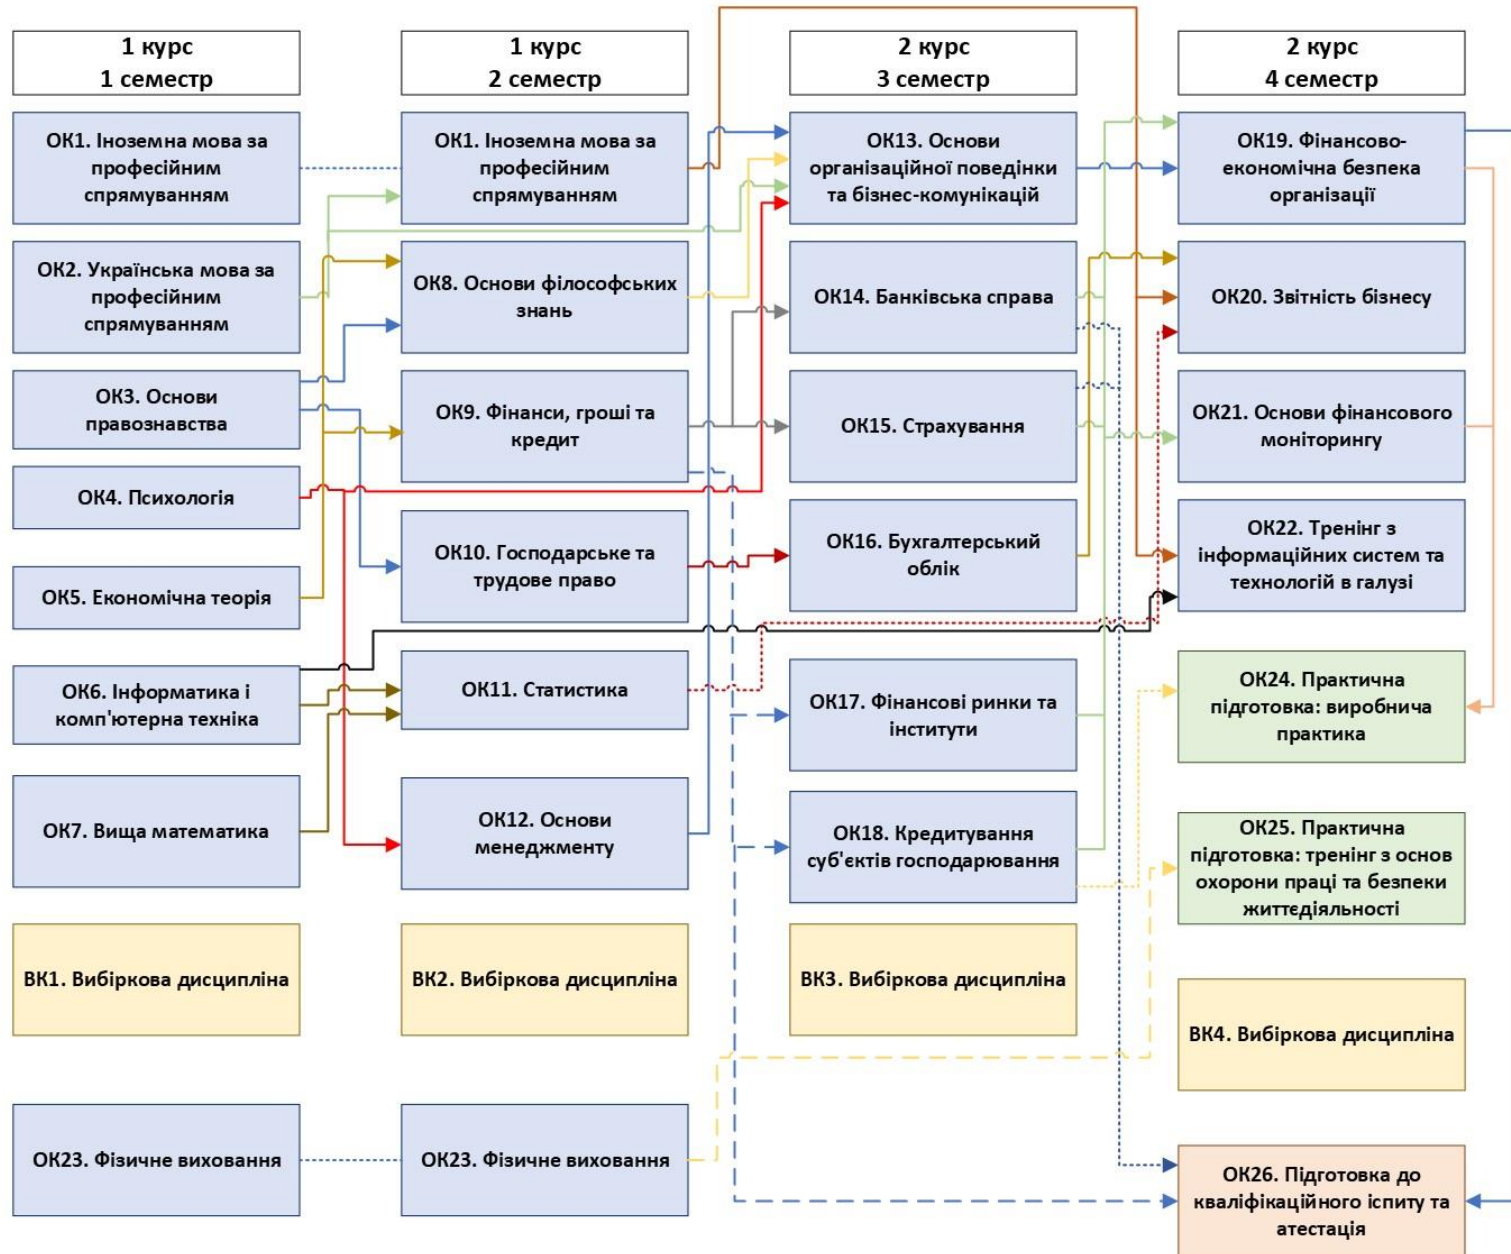 1 курс
1 семестр
ОК1. Іноземна мова за
професійним
спрямуванням
ОК2. Українська мова за
професійним
спрямуванням
ОК3. Основи
правознавства
ОК4. Психологія
ОК5. Економічна теорія
ОК6. Інформатика і
комп'ютерна техніка
ОК7. Вища математика
ВК1. Вибіркова дисципліна
ОК23. Фізичне виховання
1 курс
2 семестр
ОК1. Іноземна мова за
професійним
спрямуванням
ОК8. Основи філософських
знань
ОК9. Фінанси, гроші та
кредит
ОК10. Господарське та
трудове право
ОК11. Статистика
ОК12. Основи
менеджменту
ВК2. Вибіркова дисципліна
ОК23. Фізичне виховання
2 курс
3 семестр
ОК13. Основи
організаційної поведінки
та бізнес-комунікацій
ОК14. Банківська справа
ОК15. Страхування
ОК16. Бухгалтерський
облік
ОК17. Фінансові ринки та
інститути
ОК18. Кредитування
суб'єктів господарювання
ВК3. Вибіркова дисципліна
2 курс
4 семестр
ОК19. Фінансово-
економічна безпека
організації
ОК20. Звітність бізнесу
ОК21. Основи фінансового
моніторингу
ОК22. Тренінг з
інформаційних систем та
технологій в галузі
ОК24. Практична
підготовка: виробнича
практика
ОК25. Практична
підготовка: тренінг з основ
охорони праці та безпеки
життєдіяльності
ВК4. Вибіркова дисципліна
ОК26. Підготовка до
кваліфікаційного іспиту та
атестація